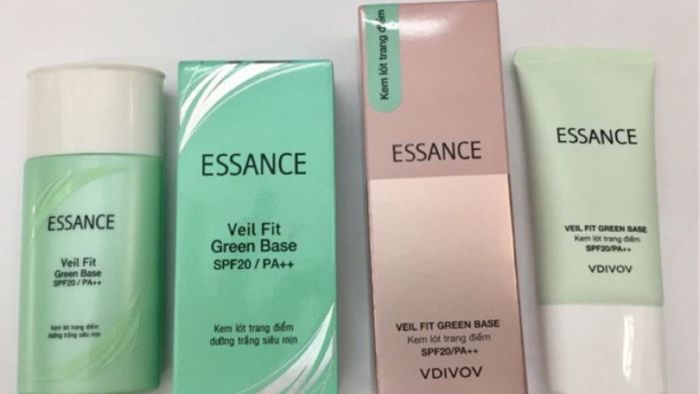 ESSANCE
Veil Fit
Green Base
SPF20 / PA++
Kem lót trang điểm
dưỡng trắng siêu mịn
ESSANCE
Veil Fit
Green Base
SPF20 / PA++
Kem lót trang điểm
dưỡng trắng siêu mịn
Kem lót trang điểm
ESSANCE
VEIL FIT GREEN BASE
Kem lót trang điểm
SPF20/PA++
VDIVOV
ESSANCE
VEIL FIT GREEN BASE
Kem lót trang điểm
SPF20/PA++
VDIVOV